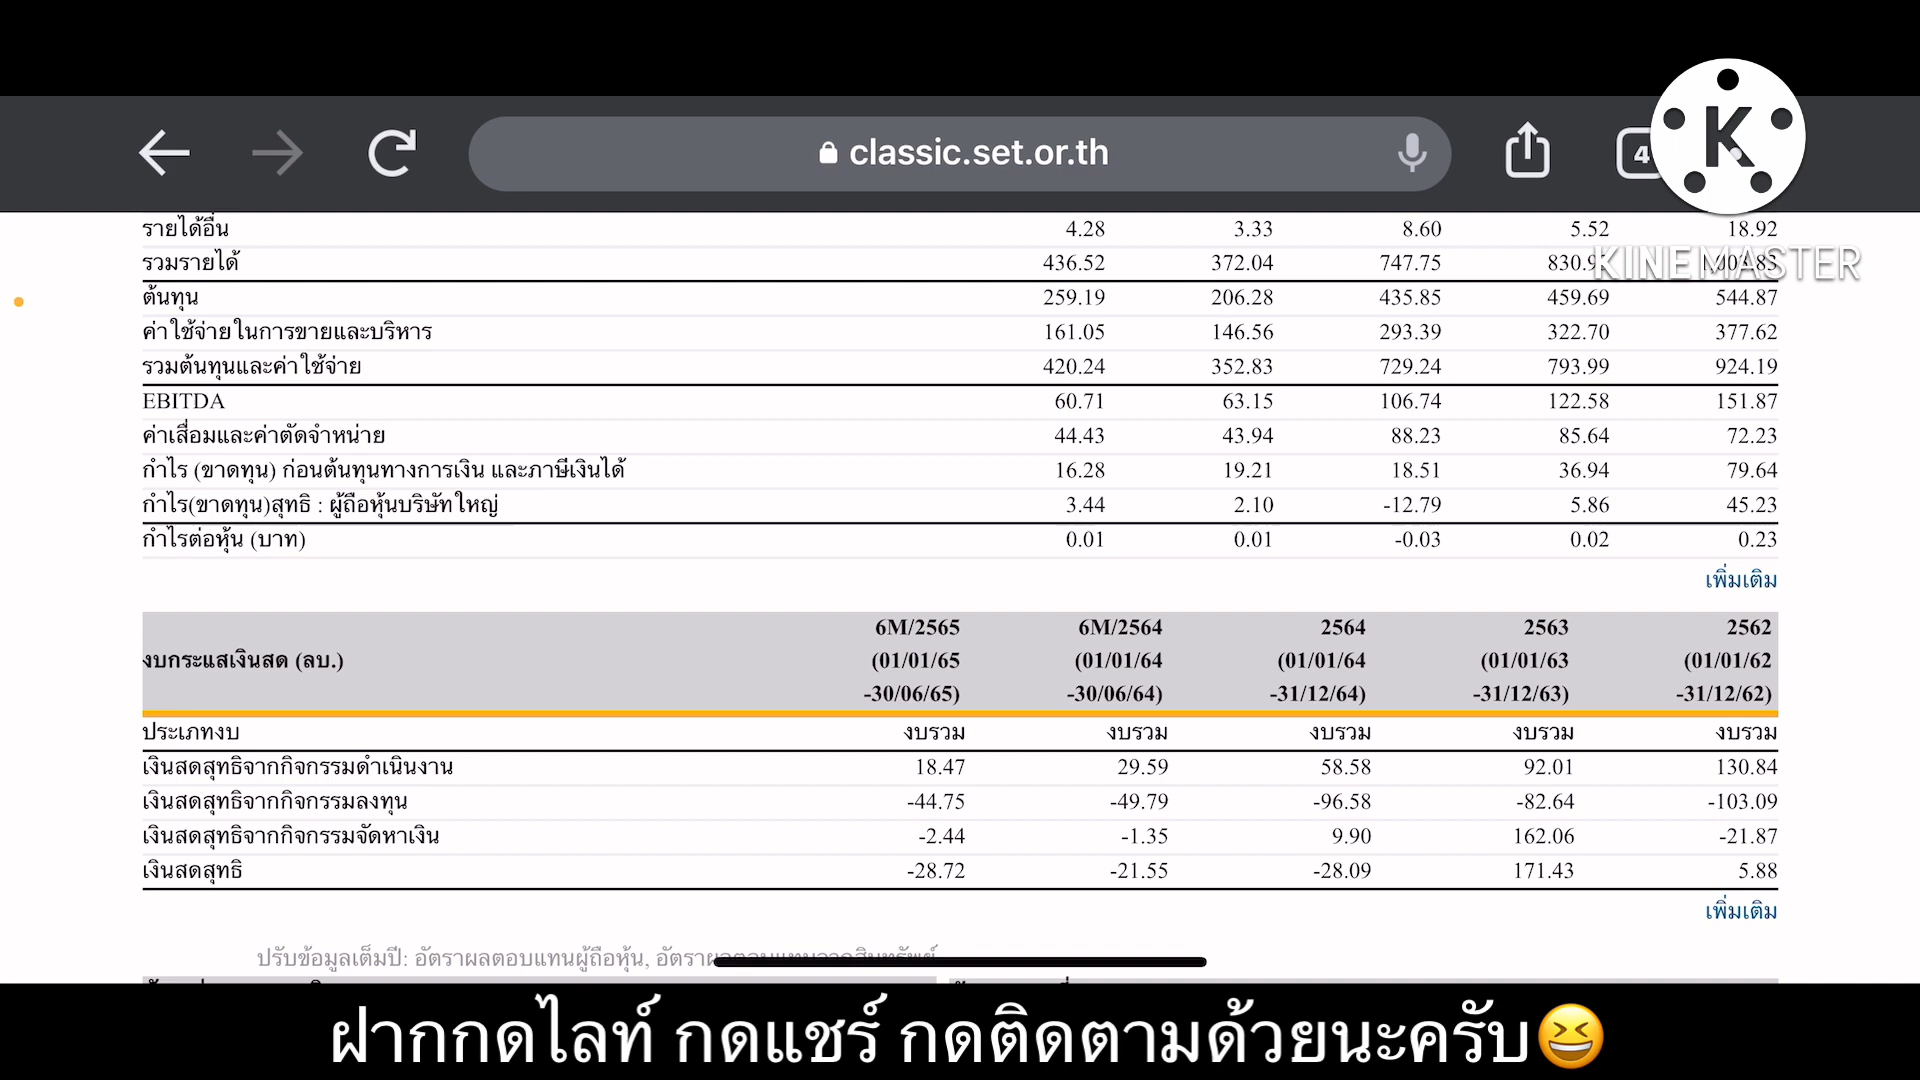 classic.set.or.th
4
K
KINEMASTER
รายได้อื่น 4.28 3.33 8.60 5.52 18.92
รวมรายได้ 436.52 372.04 747.75
ต้นทุน 259.19 206.28 435.85 459.69 544.87
ค่าใช้จ่ายในการขายและบริหาร 161.05 146.56 293.39 322.70 377.62
รวมต้นทุนและค่าใช้จ่าย 420.24 352.83 729.24 793.99 924.19
EBITDA 60.71 63.15 106.74 122.58 151.87
ค่าเสื่อมและค่าตัดจำหน่าย 44.43 43.94 88.23 85.64 72.23
กำไร (ขาดทุน) ก่อนต้นทุนทางการเงิน และภาษีเงินได้ 16.28 19.21 18.51 36.94 79.64
กำไร(ขาดทุน)สุทธิ : ผู้ถือหุ้นบริษัทใหญ่ 3.44 2.10 -12.79 5.86 45.23
กำไรต่อหุ้น (บาท) 0.01 0.01 -0.03 0.02 0.23
เพิ่มเติม
6M/2565 6M/2564 2564 2563 2562
งบกระแสเงินสด (ลบ.) (01/01/65 (01/01/64 (01/01/64 (01/01/63 (01/01/62
-30/06/65) -30/06/64) -31/12/64) -31/12/63) -31/12/62)
ประเภทงบ งบรวม งบรวม งบรวม งบรวม งบรวม
เงินสดสุทธิจากกิจกรรมดำเนินงาน 18.47 29.59 58.58 92.01 130.84
เงินสดสุทธิจากกิจกรรมลงทุน -44.75 -49.79 -96.58 -82.64 -103.09
เงินสดสุทธิจากกิจกรรมจัดหาเงิน -2.44 -1.35 9.90 162.06 -21.87
เงินสดสุทธิ -28.72 -21.55 -28.09 171.43 5.88
เพิ่มเติม
ปรับข้อมูลเต็มปี: อัตราผลตอบแทนผู้ถือหุ้น, อัตราผลตอบแทนจากสินทรัพย์
ฝากกดไลท์ กดแชร์ กดติดตามด้วยนะครับ😆